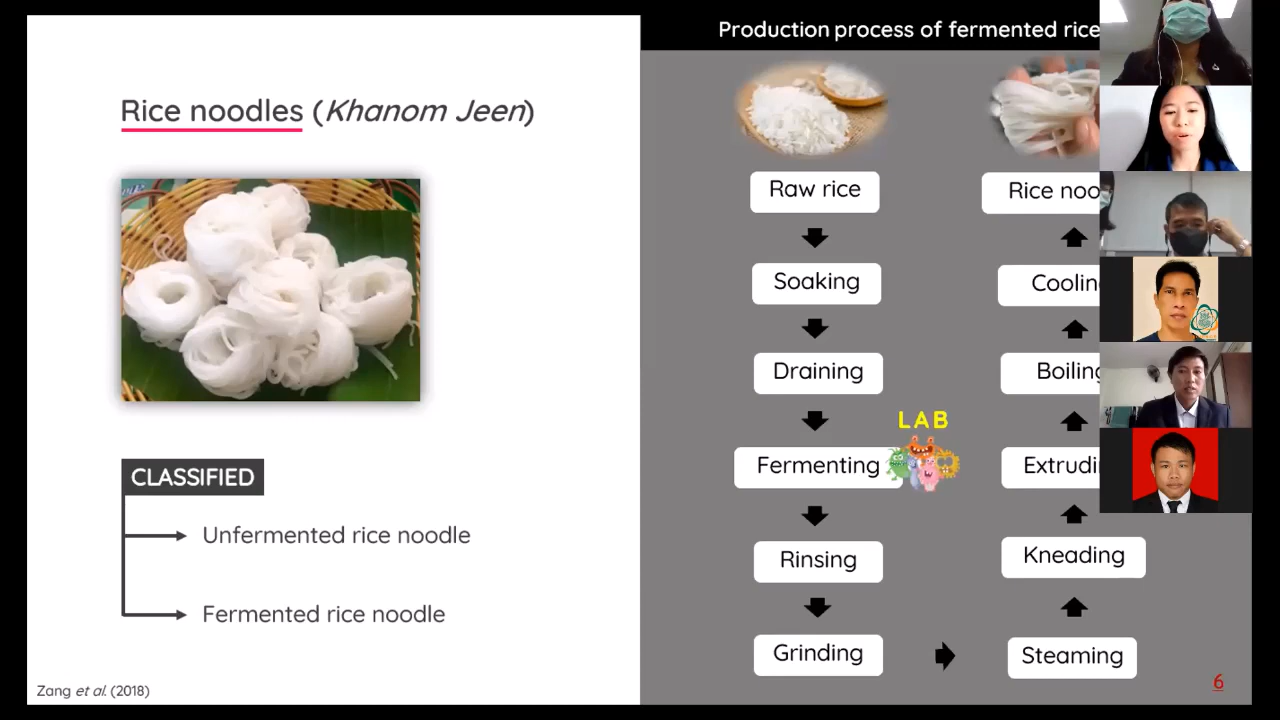 Rice noodles (Khanom Jeen)
CLASSIFIED
Unfermented rice noodle
Fermented rice noodle
Zang et al. (2018)
Production process of fermented rice
Raw rice
Soaking
Draining
LAB
Fermenting
Rinsing
Grinding
Steaming
Kneading
Rice
6